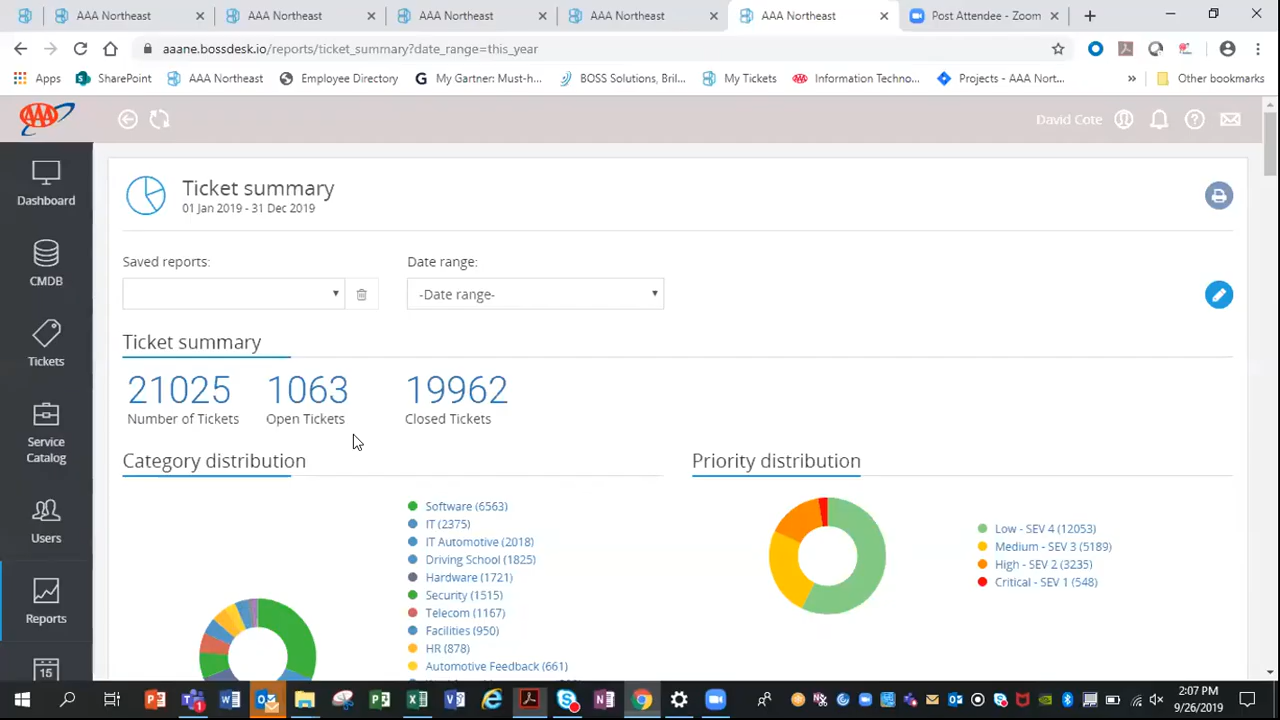 AAA Northeast
AAA Northeast
AAA Northeast
AAA Northeast
AAA Northeast
Post Attendee - Zoom
aaane.bossdesk.io/reports/ticket_summary?date_range=this_year
Apps SharePoint AAA Northeast Employee Directory My Gartner: Must-h... BOSS Solutions, Bril... My Tickets Information Techno... Projects - AAA Nort... » Other bookmarks
AAA
David Cote
Dashboard
CMDB
Tickets
Service
Catalog
Users
Reports
15
Ticket summary
01 Jan 2019 - 31 Dec 2019
Saved reports:
Date range:
-Date range-
Ticket summary
21025 1063 19962
Number of Tickets Open Tickets Closed Tickets
Category distribution
Software (6563)
IT (2375)
IT Automotive (2018)
Driving School (1825)
Hardware (1721)
Security (1515)
Telecom (1167)
Facilities (950)
HR (878)
Automotive Feedback (661)
Priority distribution
Low - SEV 4 (12053)
Medium - SEV 3 (5189)
High - SEV 2 (3235)
Critical - SEV 1 (548)
2:07 PM
9/26/2019